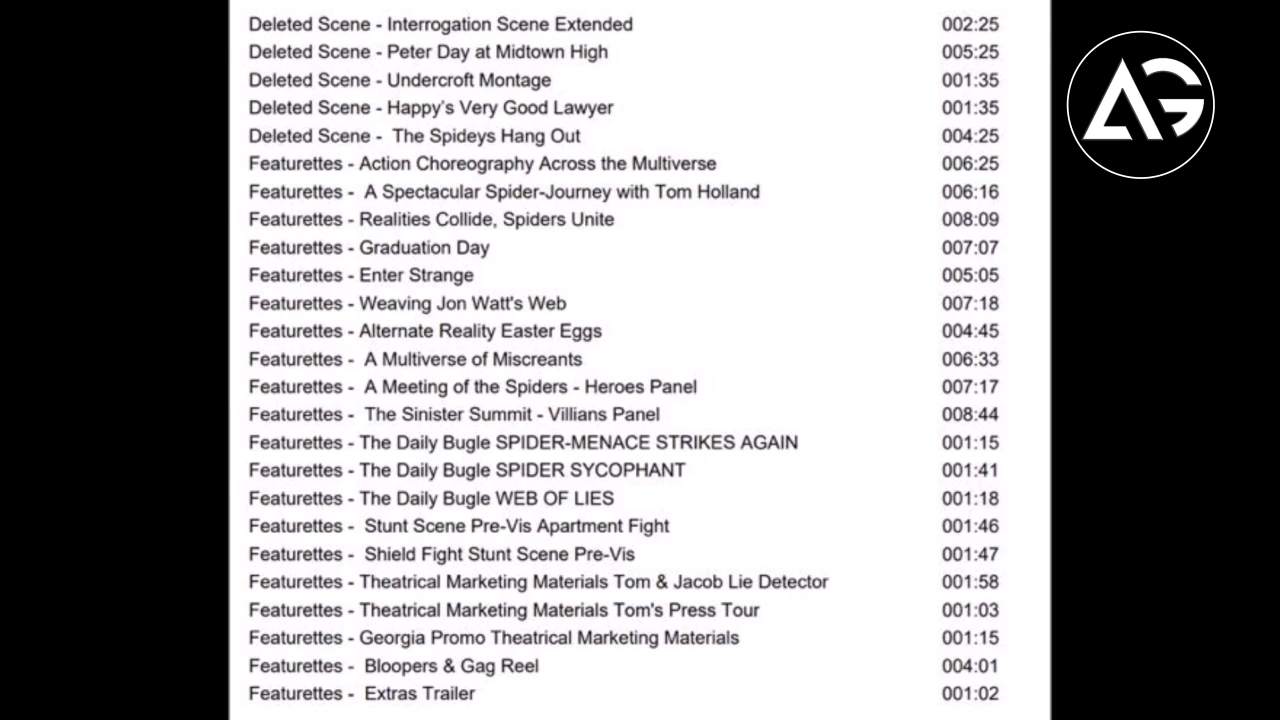 Deleted Scene - Interrogation Scene Extended 002:25
Deleted Scene - Peter Day at Midtown High 005:25
Deleted Scene - Undercroft Montage 001:35
Deleted Scene - Happy's Very Good Lawyer 001:35
Deleted Scene - The Spideys Hang Out 004:25
Featurettes - Action Choreography Across the Multiverse 006:25
Featurettes - A Spectacular Spider-Journey with Tom Holland 006:16
Featurettes - Realities Collide, Spiders Unite 008:09
Featurettes - Graduation Day 007:07
Featurettes - Enter Strange 005:05
Featurettes - Weaving Jon Watt's Web 007:18
Featurettes - Alternate Reality Easter Eggs 004:45
Featurettes - A Multiverse of Miscreants 006:33
Featurettes - A Meeting of the Spiders - Heroes Panel 007:17
Featurettes - The Sinister Summit - Villians Panel 008:44
Featurettes - The Daily Bugle SPIDER-MENACE STRIKES AGAIN 001:15
Featurettes - The Daily Bugle SPIDER SYCOPHANT 001:41
Featurettes - The Daily Bugle WEB OF LIES 001:18
Featurettes - Stunt Scene Pre-Vis Apartment Fight 001:46
Featurettes - Shield Fight Stunt Scene Pre-Vis 001:47
Featurettes - Theatrical Marketing Materials Tom & Jacob Lie Detector 001:58
Featurettes - Theatrical Marketing Materials Tom's Press Tour 001:03
Featurettes - Georgia Promo Theatrical Marketing Materials 001:15
Featurettes - Bloopers & Gag Reel 004:01
Featurettes - Extras Trailer 001:02
AG